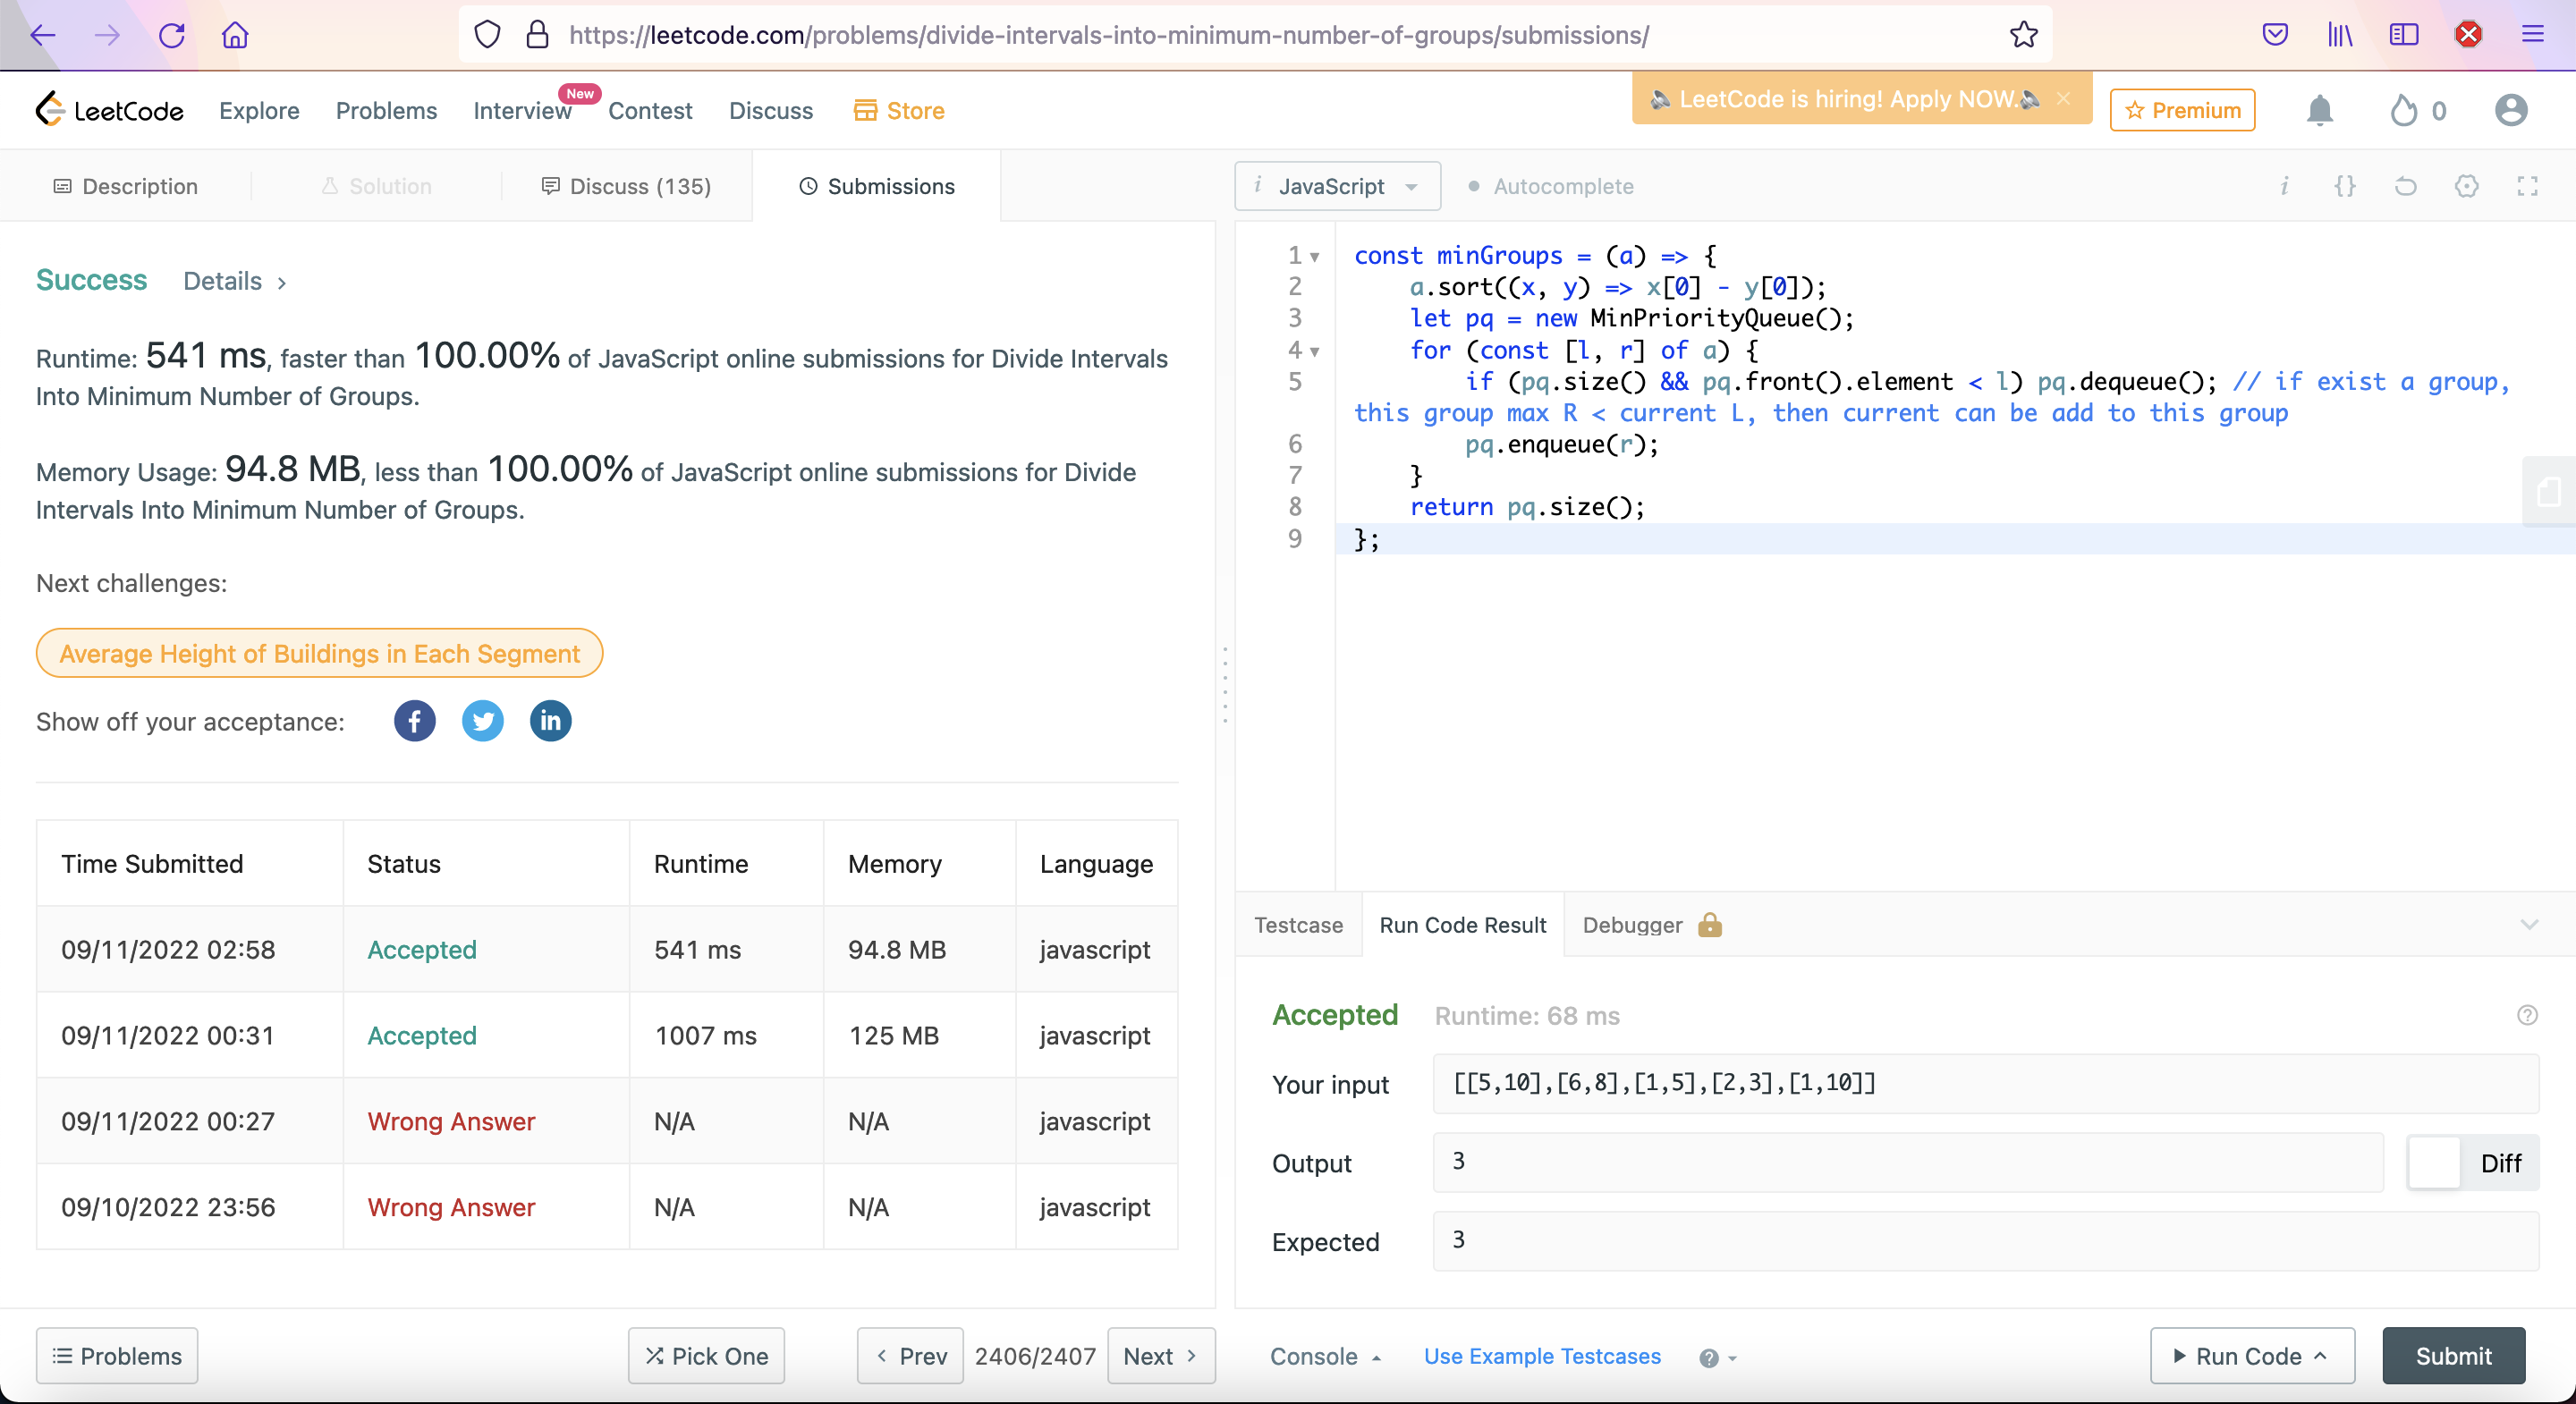 https://leetcode.com/problems/divide-intervals-into-minimum-number-of-groups/submissions/
LeetCode
Explore
Problems
Interview
New
Contest
Discuss
Store
LeetCode is hiring! Apply NOW.
Premium
0
Description
Solution
Discuss (135)
Submissions
i JavaScript
Autocomplete
i {}
Success Details >
Runtime: 541 ms, faster than 100.00% of JavaScript online submissions for Divide Intervals
Into Minimum Number of Groups.
Memory Usage: 94.8 MB, less than 100.00% of JavaScript online submissions for Divide
Intervals Into Minimum Number of Groups.
Next challenges:
Average Height of Buildings in Each Segment
Show off your acceptance:
Time Submitted Status Runtime Memory Language
09/11/2022 02:58 Accepted 541 ms 94.8 MB javascript
09/11/2022 00:31 Accepted 1007 ms 125 MB javascript
09/11/2022 00:27 Wrong Answer N/A N/A javascript
09/10/2022 23:56 Wrong Answer N/A N/A javascript
1 const minGroups = (a) => {
2 a.sort((x, y) => x[0] - y[0]);
3 let pq = new MinPriorityQueue();
4 for (const [l, r] of a) {
5 if (pq.size() && pq.front().element < l) pq.dequeue(); // if exist a group,
this group max R < current L, then current can be add to this group
6 pq.enqueue(r);
7 }
8 return pq.size();
9 };
Testcase
Run Code Result
Debugger
Accepted Runtime: 68 ms
Your input [[5,10],[6,8],[1,5],[2,3],[1,10]]
Output 3 Diff
Expected 3
Problems
Pick One
< Prev
2406/2407
Next >
Console
Use Example Testcases
Run Code
Submit